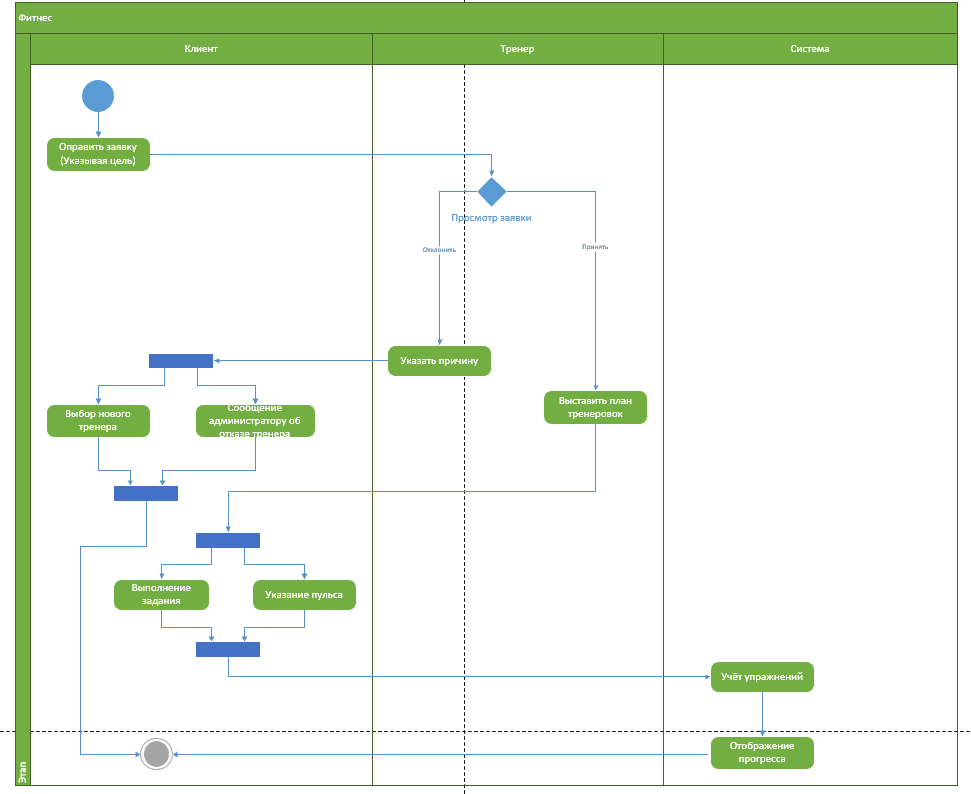 Фитнес
Клиент
Тренер
Система
Оправить заявку
(Указывая цель)
Просмотр заявки
Отклонить
Принять
Указать причину
Выставить план
тренеровок
Выбор нового
тренера
Сообщение
администратору об
отказе тренера
Выполнение
задания
Указание пульса
Учёт упражнений
Отображение
прогресса
Этап